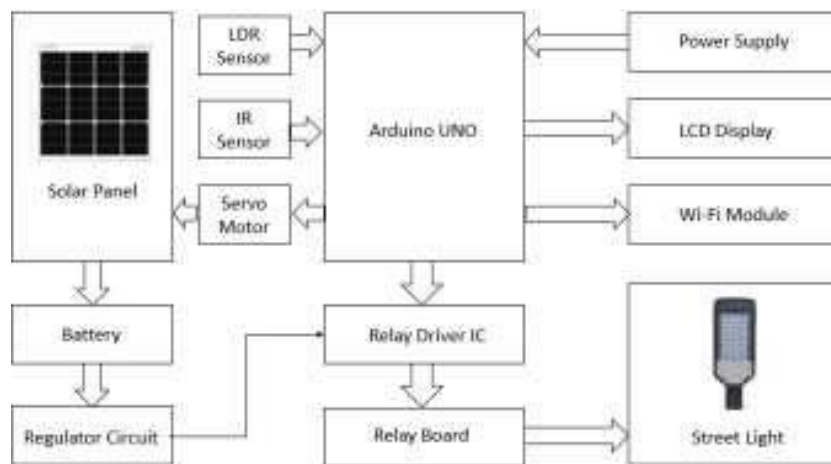 LDR
Sensor
Power Supply
IR
Sensor
Arduino UNO
LCD Display
Solar Panel
Servo
Motor
Wi-Fi Module
Battery
Relay Driver IC
Regulator Circuit
Relay Board
Street Light